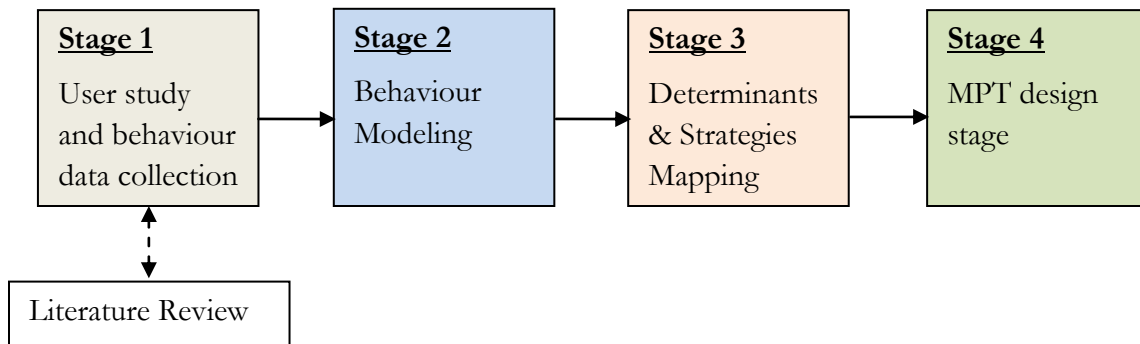 Stage 1
User study
and behaviour
data collection
Stage 2
Behaviour
Modeling
Stage 3
Determinants
& Strategies
Mapping
Stage 4
MPT design
stage
Literature Review